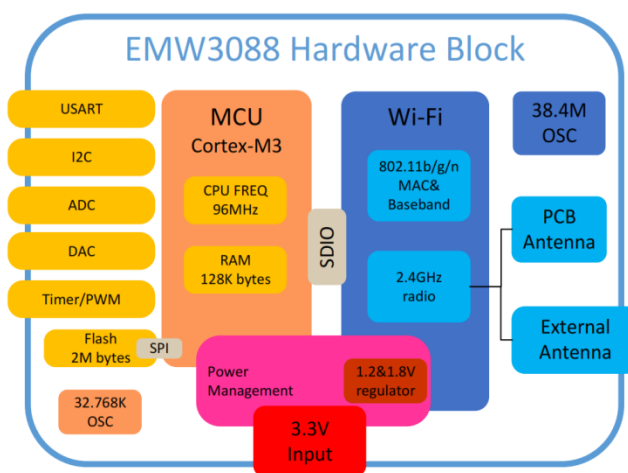 EMW3088 Hardware Block
USART
I2C
ADC
DAC
Timer/PWM
Flash
2M bytes
SPI
32.768K
OSC
MCU
Cortex-M3
CPU FREQ
96MHz
RAM
128K bytes
SDIO
Wi-Fi
802.11b/g/n
MAC&
Baseband
2.4GHz
radio
38.4M
OSC
PCB
Antenna
External
Antenna
Power
Management
1.2&1.8V
regulator
3.3V
Input